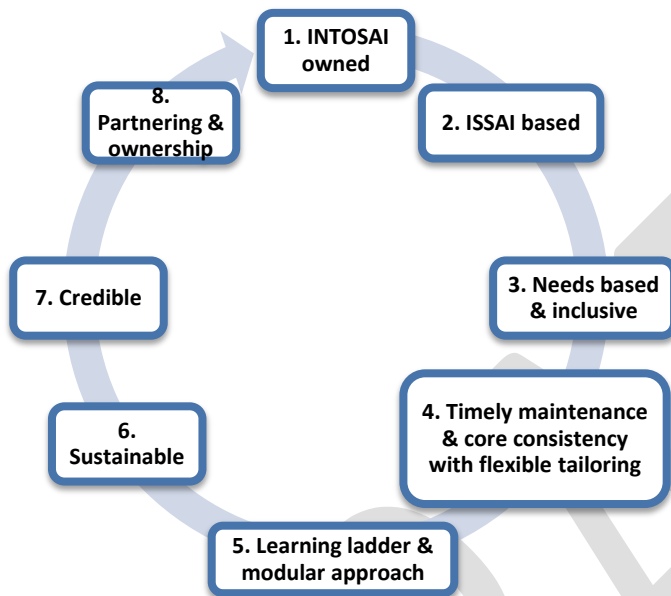 1. INTOSAI
owned
2. ISSAI based
3. Needs based
& inclusive
4. Timely maintenance
& core consistency
with flexible tailoring
5. Learning ladder &
modular approach
6.
Sustainable
7. Credible
8.
Partnering &
ownership